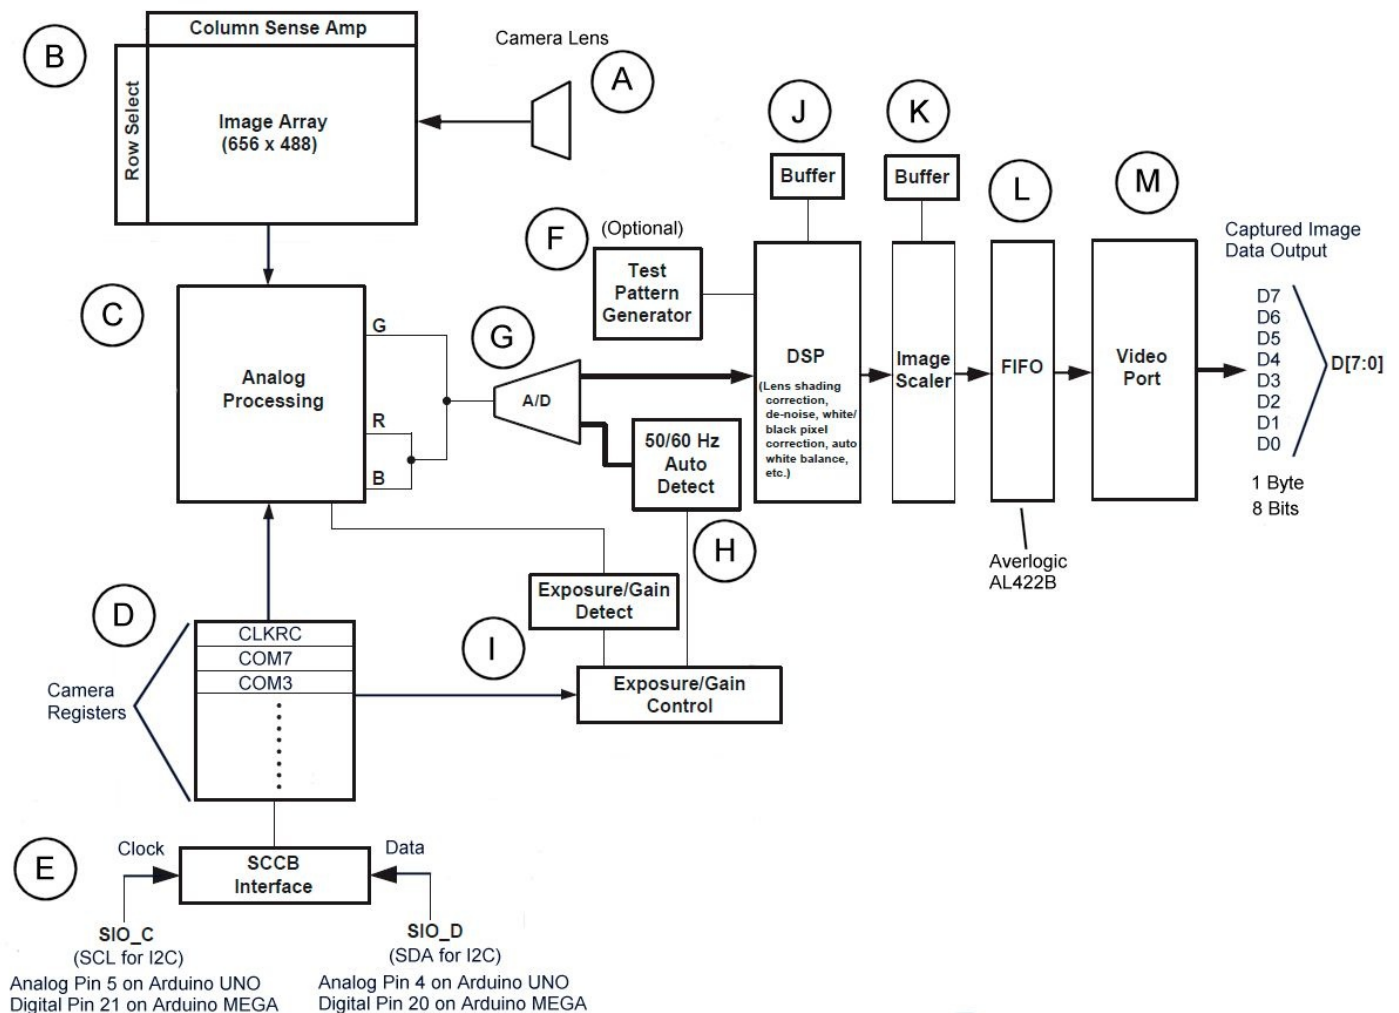 Column Sense Amp
B
Row Select
Image Array
(656 x 488)
Camera Lens
A
J
K
L
M
Buffer
Buffer
F
(Optional)
Test
Pattern
Generator
Captured Image
Data Output
D7
D6
D5
D4
D3
D2
D1
D0
D[7:0]
1 Byte
8 Bits
C
Analog
Processing
G
R
B
G
A/D
DSP
(Lens shading
correction,
de-noise, white/
black pixel
correction, auto
white balance,
etc.)
Image
Scaler
FIFO
Video
Port
50/60 Hz
Auto
Detect
H
Averlogic
AL422B
D
Exposure/Gain
Detect
I
Exposure/Gain
Control
CLKRC
COM7
COM3
Camera
Registers
E
Clock
Data
SCCB
Interface
SIO_C
(SCL for I2C)
Analog Pin 5 on Arduino UNO
Digital Pin 21 on Arduino MEGA
SIO_D
(SDA for I2C)
Analog Pin 4 on Arduino UNO
Digital Pin 20 on Arduino MEGA